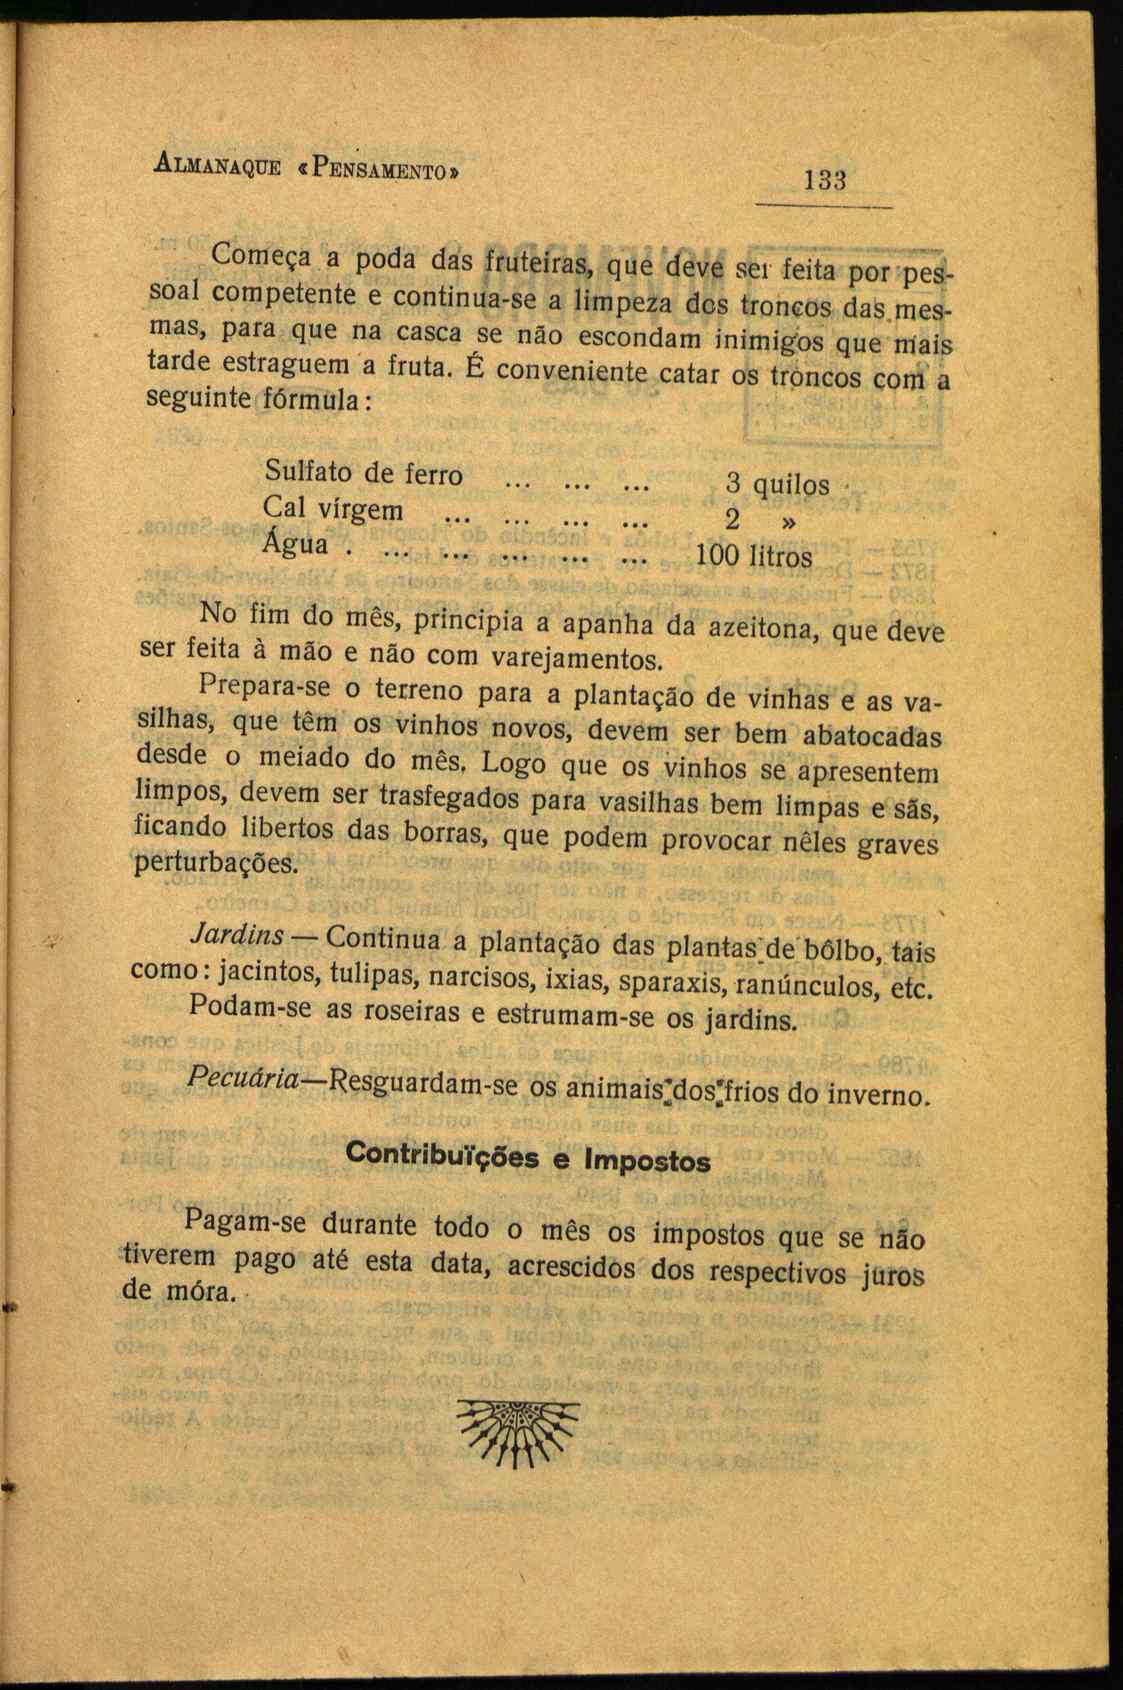 ALMANAQUE «PENSAMENTO»
133
Começa a poda das fruteiras, que deve ser feita por pes-
soal competente e continua-se a limpeza dos troncos das mes-
mas, para que na casca se não escondam inimigos que mais
tarde estraguem a fruta. É conveniente catar os troncos com a
seguinte fórmula:
Sulfato de ferro ... ... ... 3 quilos
Cal vírgem ... ... ... ... 2 »
Água . ... ... ... ... ... 100 litros
No fim do mês, principia a apanha da azeitona, que deve
ser feita à mão e não com varejamentos.
Prepara-se o terreno para a plantação de vinhas e as va-
silhas, que têm os vinhos novos, devem ser bem abatocadas
desde o meiado do mês. Logo que os vinhos se apresentem
limpos, devem ser trasfegados para vasilhas bem limpas e sãs,
ficando libertos das borras, que podem provocar nêles graves
perturbações.
Jardins — Continua a plantação das plantas de bôlbo, tais
como: jacintos, tulipas, narcisos, ixias, sparaxis, ranúnculos, etc.
Podam-se as roseiras e estrumam-se os jardins.
Pecuária—Resguardam-se os animais dos frios do inverno.
Contribuïções e Impostos
Pagam-se durante todo o mês os impostos que se não
tiverem pago até esta data, acrescidos dos respectivos juros
de móra.